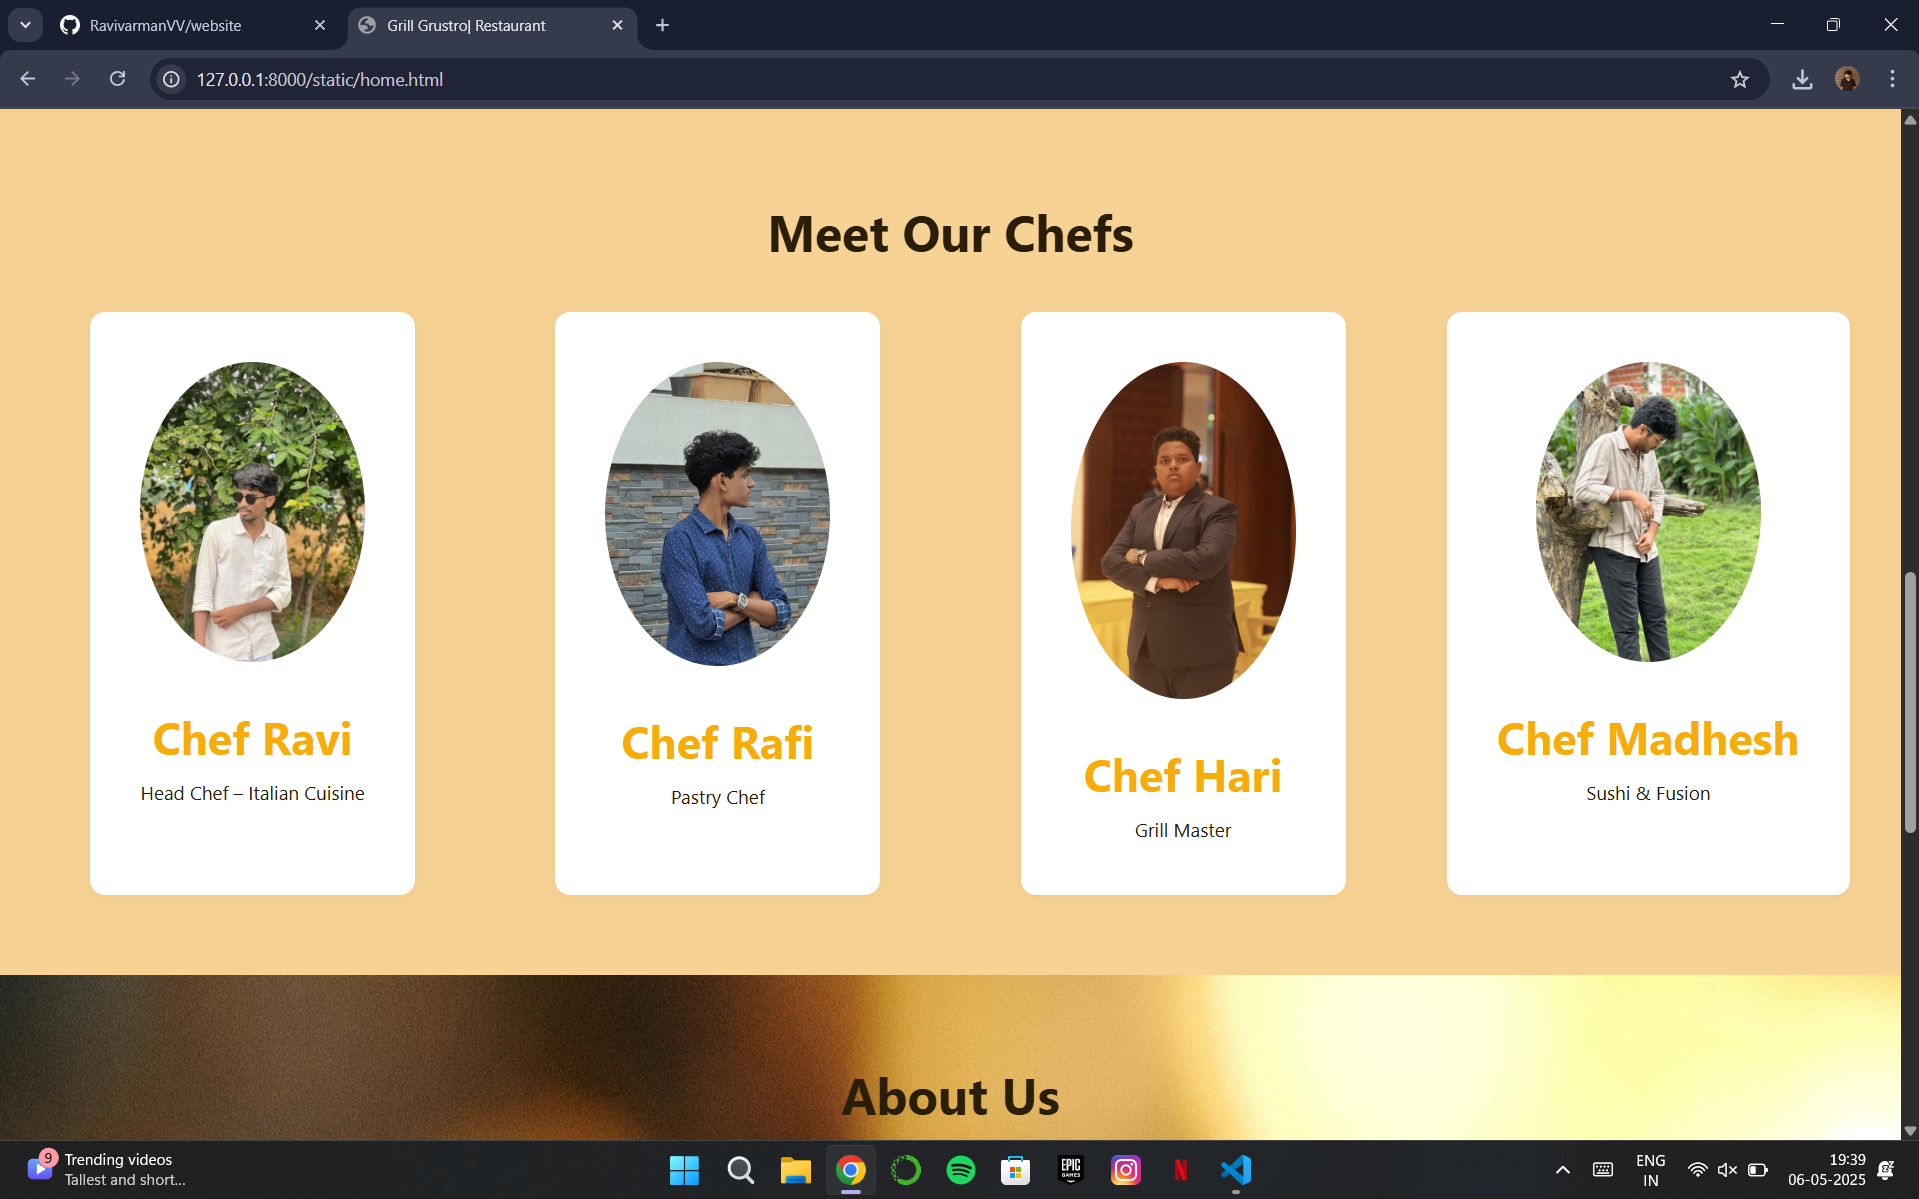 RavivarmanVV/website
Grill Grustro| Restaurant
127.0.0.1:8000/static/home.html
Meet Our Chefs
Chef Ravi
Head Chef – Italian Cuisine
Chef Rafi
Pastry Chef
Chef Hari
Grill Master
Chef Madhesh
Sushi & Fusion
About Us
9
Trending videos
Tallest and short...
EPIC
GAMES
N
ENG
IN
19:39
06-05-2025